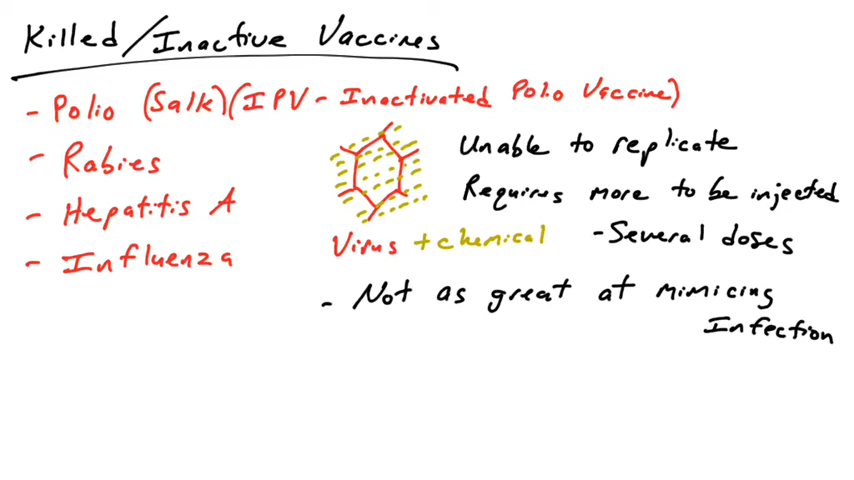 Killed/Inactive Vaccines
- Polio (Salk)(IPV - Inactivated Polio Vaccine)
- Rabies
- Hepatitis A
- Influenza
Unable to replicate
Requires more to be injected
Virus + chemical
- Several doses
- Not as great at mimicing
Infection